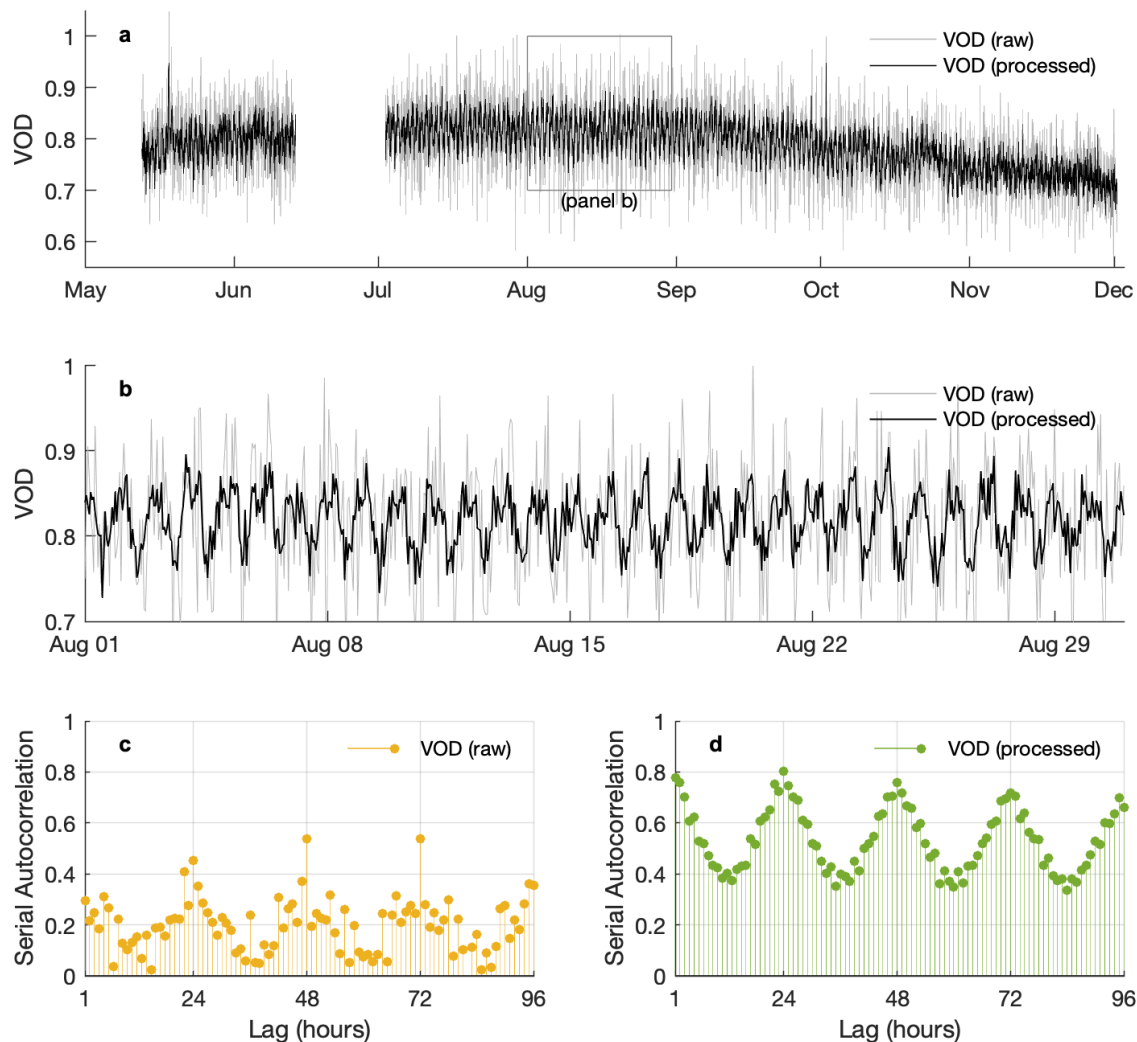 a
VOD (raw)
VOD (processed)
1
0.9
0.8
0.7
0.6
VOD
(panel b)
May Jun Jul Aug Sep Oct Nov Dec
b
VOD (raw)
VOD (processed)
1
0.9
0.8
0.7
VOD
Aug 01 Aug 08 Aug 15 Aug 22 Aug 29
c
VOD (raw)
1
0.8
0.6
0.4
0.2
0
Serial Autocorrelation
1 24 48 72 96
Lag (hours)
d
VOD (processed)
1
0.8
0.6
0.4
0.2
0
Serial Autocorrelation
1 24 48 72 96
Lag (hours)